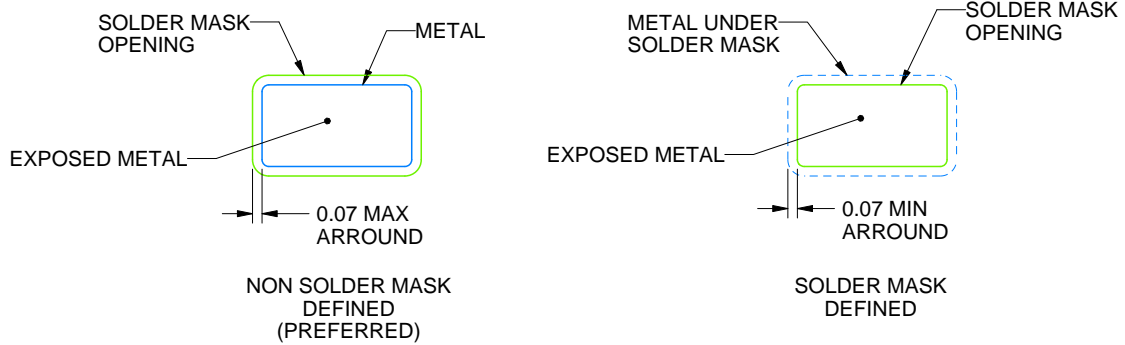 SOLDER MASK
OPENING
METAL
EXPOSED METAL
0.07 MAX
ARROUND
NON SOLDER MASK
DEFINED
(PREFERRED)
METAL UNDER
SOLDER MASK
SOLDER MASK
OPENING
EXPOSED METAL
0.07 MIN
ARROUND
SOLDER MASK
DEFINED